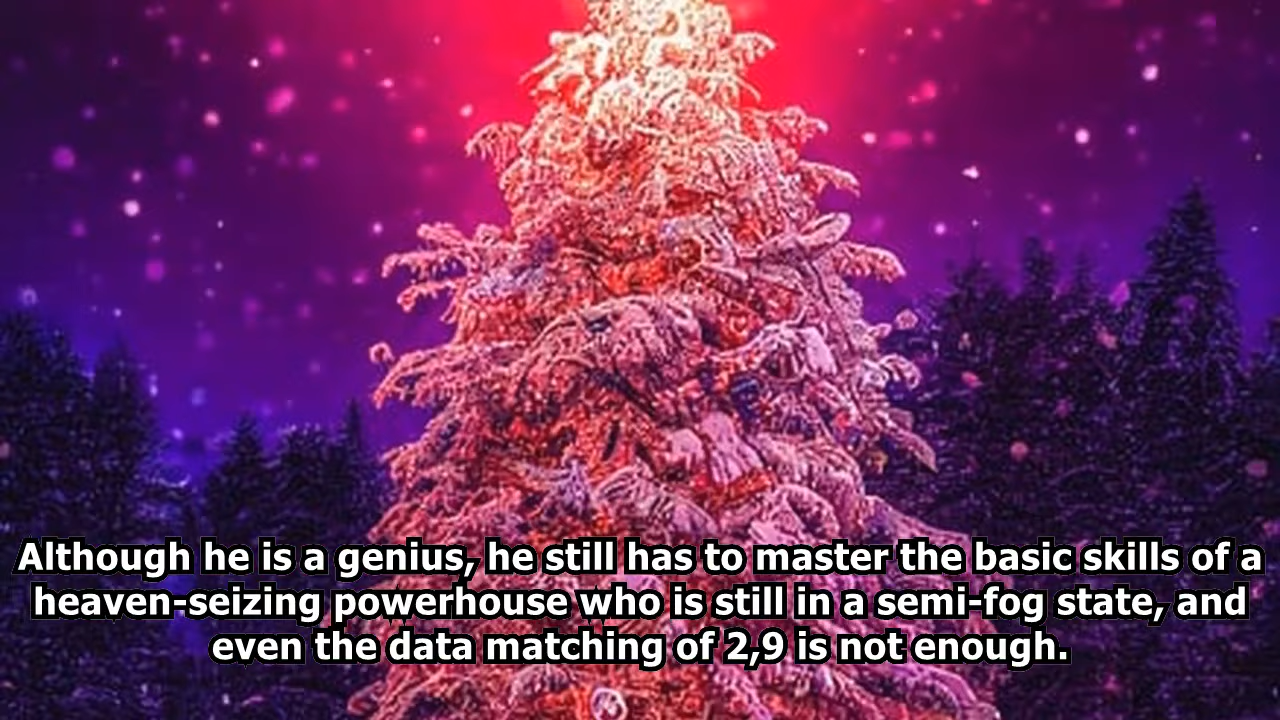 Although he is a genius, he still has to master the basic skills of a
heaven-seizing powerhouse who is still in a semi-fog state, and
even the data matching of 2,9 is not enough.